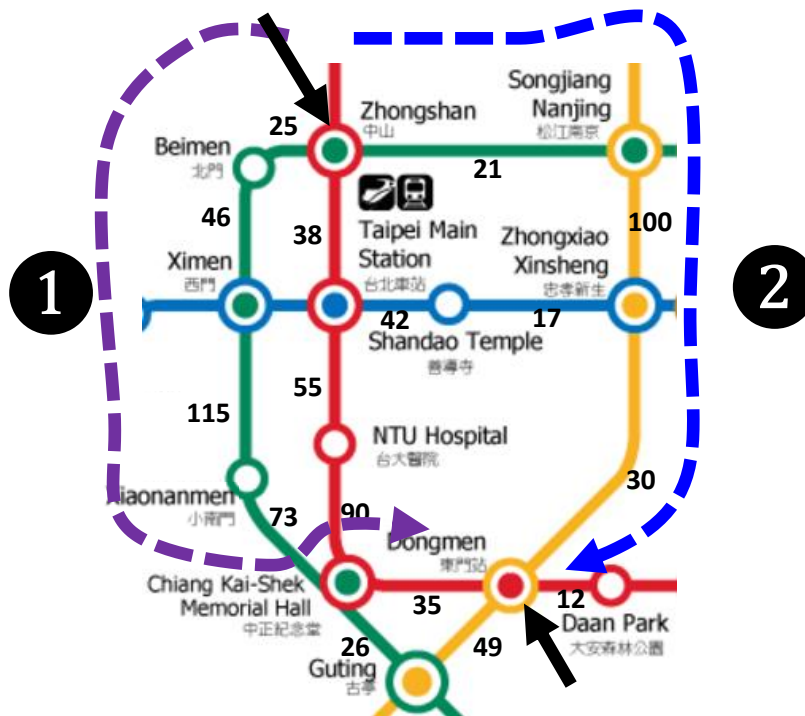 Songjiang
Nanjing
松江南京
Zhongshan
中山
25
Beimen
北門
21
46
38
100
Taipei Main
Station
台北車站
Zhongxiao
Xinsheng
忠孝新生
Ximen
西門
1
2
42
17
Shandao Temple
善導寺
55
115
NTU Hospital
台大醫院
30
Xiaonanmen
小南門
73
90
Dongmen
東門站
Chiang Kai-Shek
Memorial Hall
中正紀念堂
35
12
Daan Park
大安森林公園
26
49
Guting
古亭